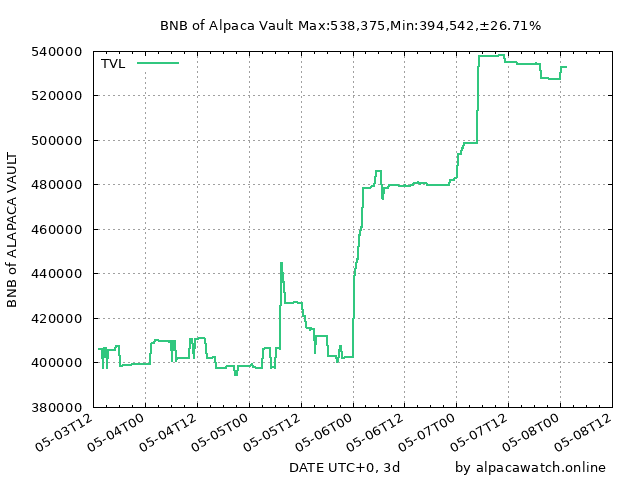 BNB of Alpaca Vault Max:538,375,Min:394,542,±26.71%
TVL
BNB of ALAPACA VAULT
540000
520000
500000
480000
460000
440000
420000
400000
380000
05-03T12
05-04T00
05-04T12
05-05T00
05-05T12
05-06T00
05-06T12
05-07T00
05-07T12
05-08T00
05-08T12
DATE UTC+0, 3d
by alpacawatch.online